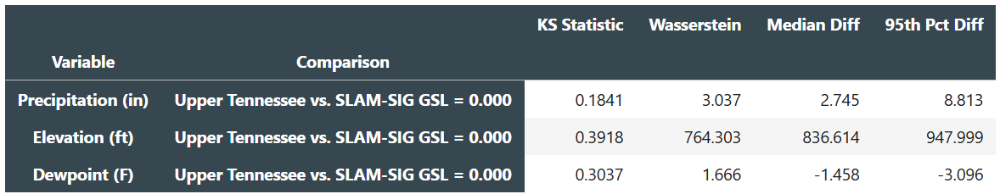 KS Statistic Wasserstein Median Diff 95th Pct Diff
Variable Comparison
Precipitation (in) Upper Tennessee vs. SLAM-SIG GSL = 0.000 0.1841 3.037 2.745 8.813
Elevation (ft) Upper Tennessee vs. SLAM-SIG GSL = 0.000 0.3918 764.303 836.614 947.999
Dewpoint (F) Upper Tennessee vs. SLAM-SIG GSL = 0.000 0.3037 1.666 -1.458 -3.096